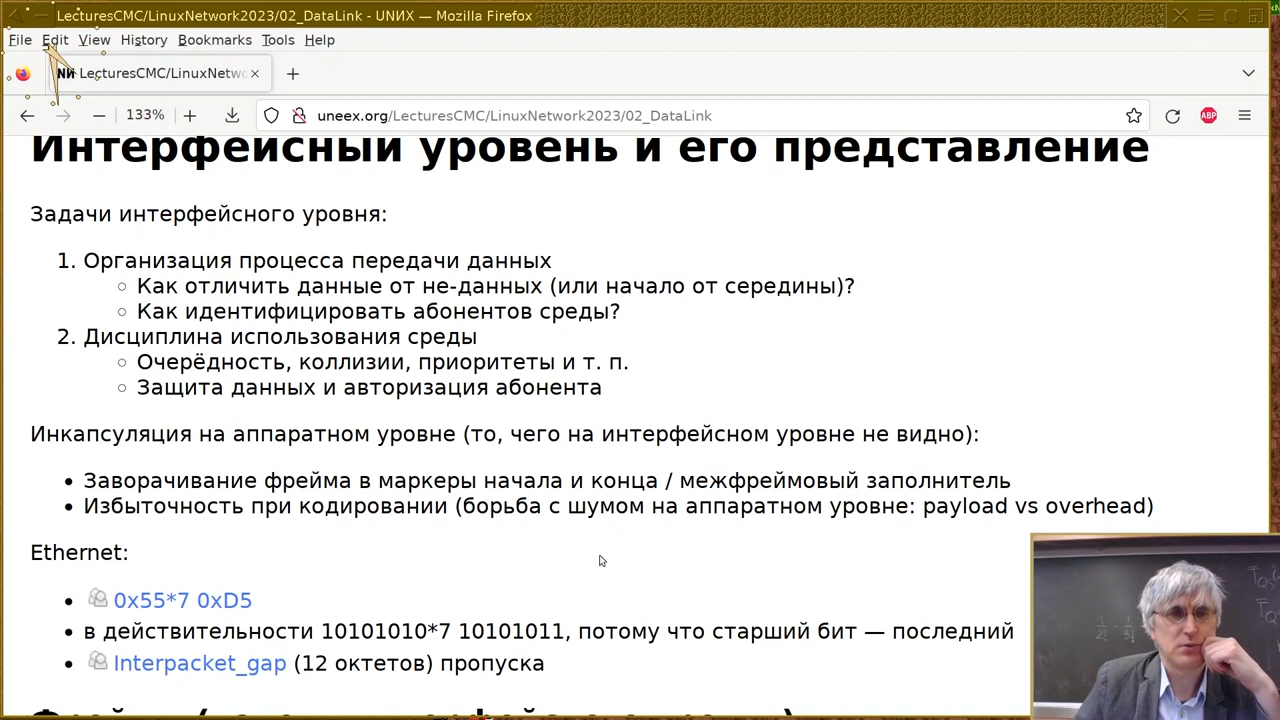 LecturesCMC/LinuxNetwork2023/02_DataLink - UNИX — Mozilla Firefox
File Edit View History Bookmarks Tools Help
LecturesCMC/LinuxNetwo
133%
uneex.org/LecturesCMC/LinuxNetwork2023/02_DataLink
ABP
Интерфейсный уровень и его представление
Задачи интерфейсного уровня:
1. Организация процесса передачи данных
Как отличить данные от не-данных (или начало от середины)?
Как идентифицировать абонентов среды?
2. Дисциплина использования среды
Очерёдность, коллизии, приоритеты и т. п.
Защита данных и авторизация абонента
Инкапсуляция на аппаратном уровне (то, чего на интерфейсном уровне не видно):
Заворачивание фрейма в маркеры начала и конца / межфреймовый заполнитель
Избыточность при кодировании (борьба с шумом на аппаратном уровне: payload vs overhead)
Ethernet:
0x55*7 0xD5
в действительности 10101010*7 10101011, потому что старший бит — последний
Interpacket_gap (12 октетов) пропуска